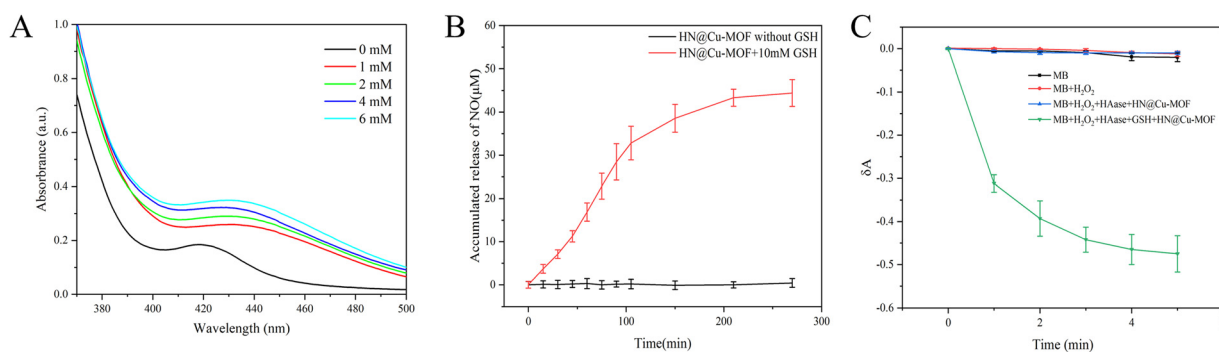 A
1.0
0.8
0.6
0.4
0.2
0.0
Absorbrance (a.u.)
400
420
440
460
480
500
Wavelength (nm)
0 mM
1 mM
2 mM
4 mM
6 mM
B
50
40
30
20
10
0
Accumulated release of NO(μM)
0
100
200
300
Time(min)
HN@Cu-MOF without GSH
HN@Cu-MOF+10mM GSH
C
0.0
-0.1
-0.2
-0.3
-0.4
-0.5
-0.6
δA
0
2
4
Time (min)
MB
MB+H₂O₂
MB+H₂O₂+HAase+HN@Cu-MOF
MB+H₂O₂+HAase+GSH+HN@Cu-MOF